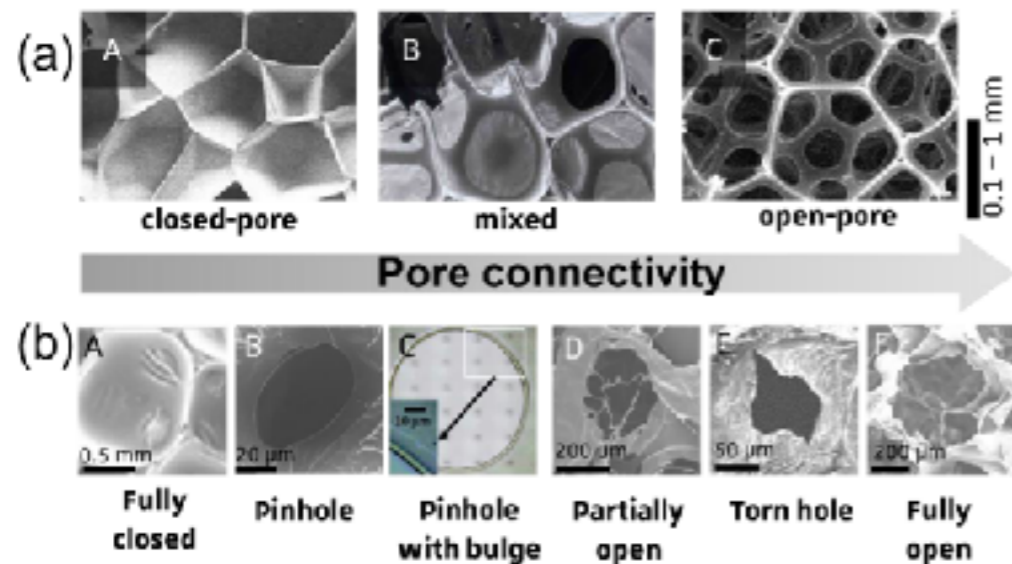 (a)
A
B
C
closed-pore
mixed
open-pore
0.1 – 1 mm
Pore connectivity
(b)
A
B
C
D
E
F
0.5 mm
20 μm
10 μm
200 μm
50 μm
200 μm
Fully
closed
Pinhole
Pinhole
with bulge
Partially
open
Torn hole
Fully
open